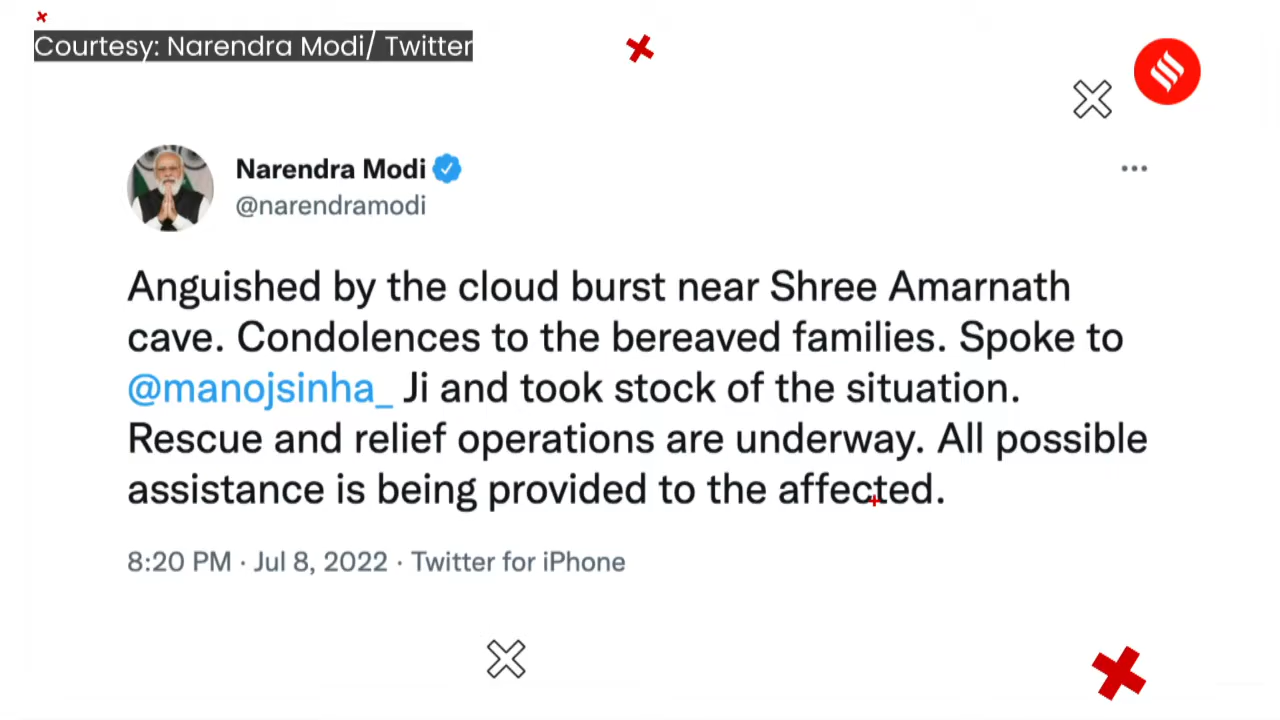 Courtesy: Narendra Modi/ Twitter
Narendra Modi
@narendramodi
Anguished by the cloud burst near Shree Amarnath
cave. Condolences to the bereaved families. Spoke to
@manojsinha_ Ji and took stock of the situation.
Rescue and relief operations are underway. All possible
assistance is being provided to the affected.
8:20 PM · Jul 8, 2022 · Twitter for iPhone